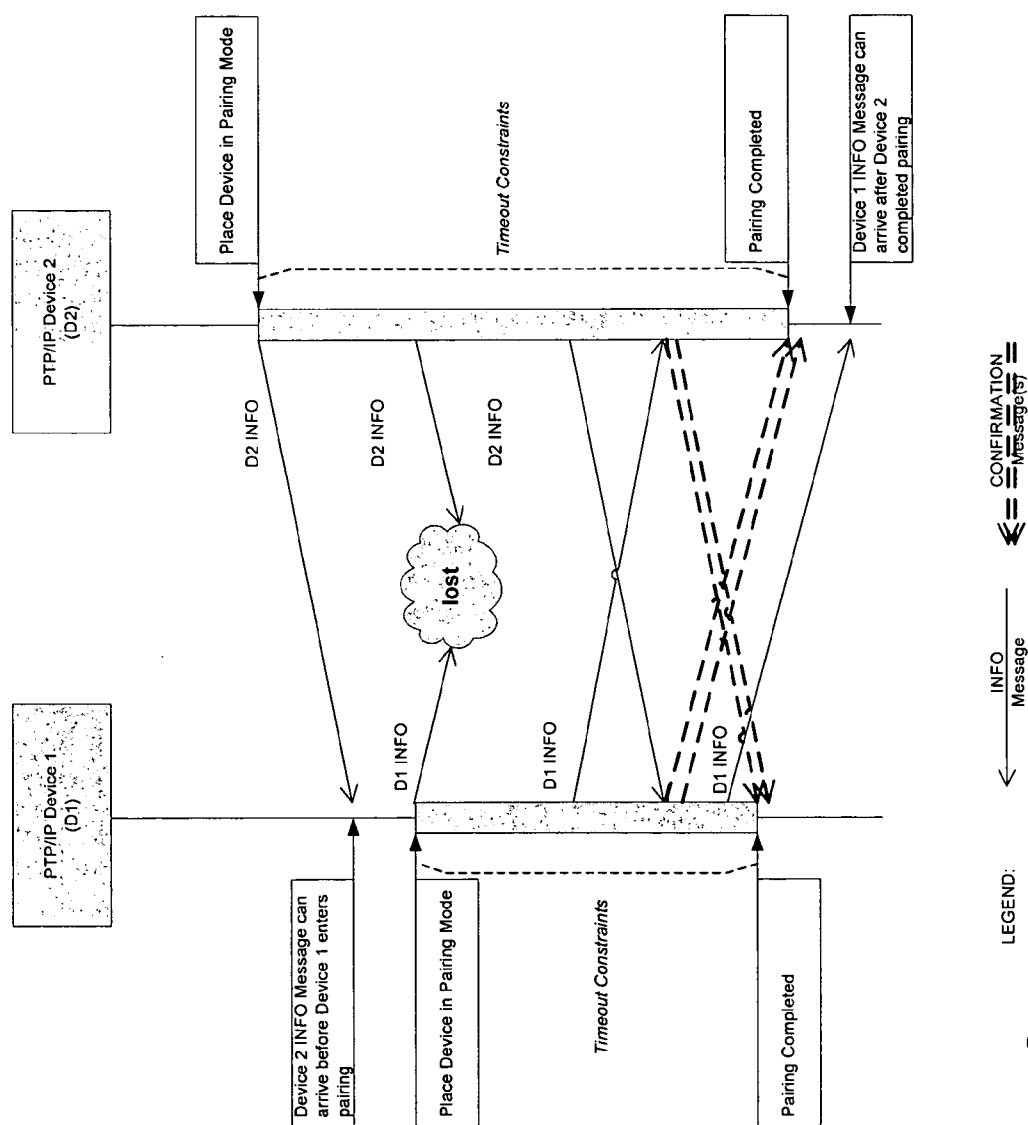 PTP/IP Device 1
(D1)
PTP/IP Device 2
(D2)
Device 2 INFO Message can
arrive before Device 1 enters
pairing
Place Device in Pairing Mode
Timeout Constraints
Pairing Completed
Place Device in Pairing Mode
Timeout Constraints
Pairing Completed
Device 1 INFO Message can
arrive after Device 2
completed pairing
D2 INFO
D2 INFO
D2 INFO
lost
D1 INFO
D1 INFO
D1 INFO
LEGEND:
INFO
Message
CONFIRMATION
Message(s)